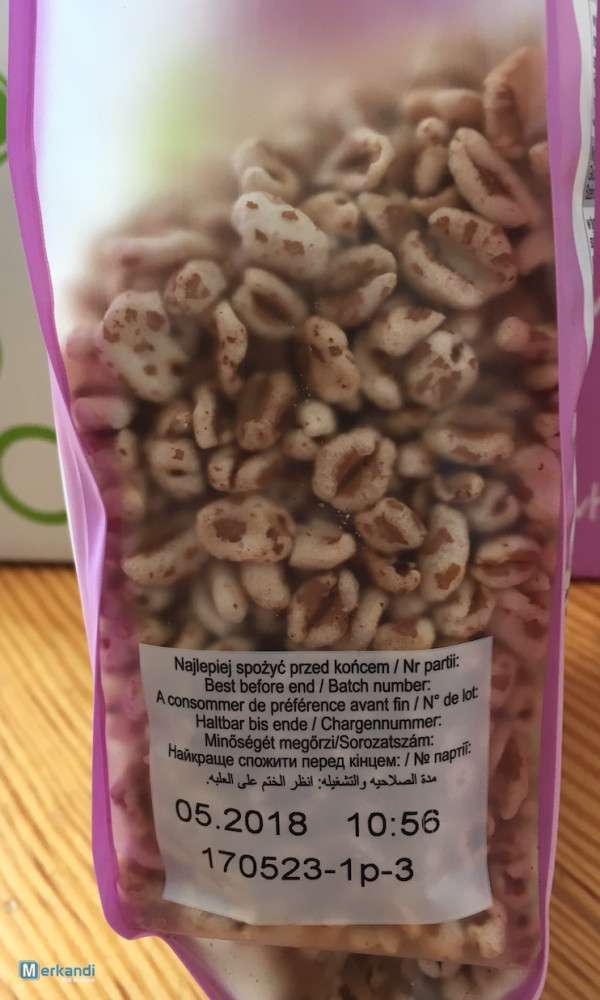 Najlepiej spożyć przed końcem / Nr partii:
Best before end / Batch number:
A consommer de préférence avant fin / N° de lot:
Haltbar bis ende / Chargennummer:
Minőségét megőrzi/Sorozatszám:
Найкраще спожити перед кінцем: / № партії:
مدة الصلاحيه والتشغيله: انظر الختم على العلبه.
05.2018 10:56
170523-1p-3
Merkandi